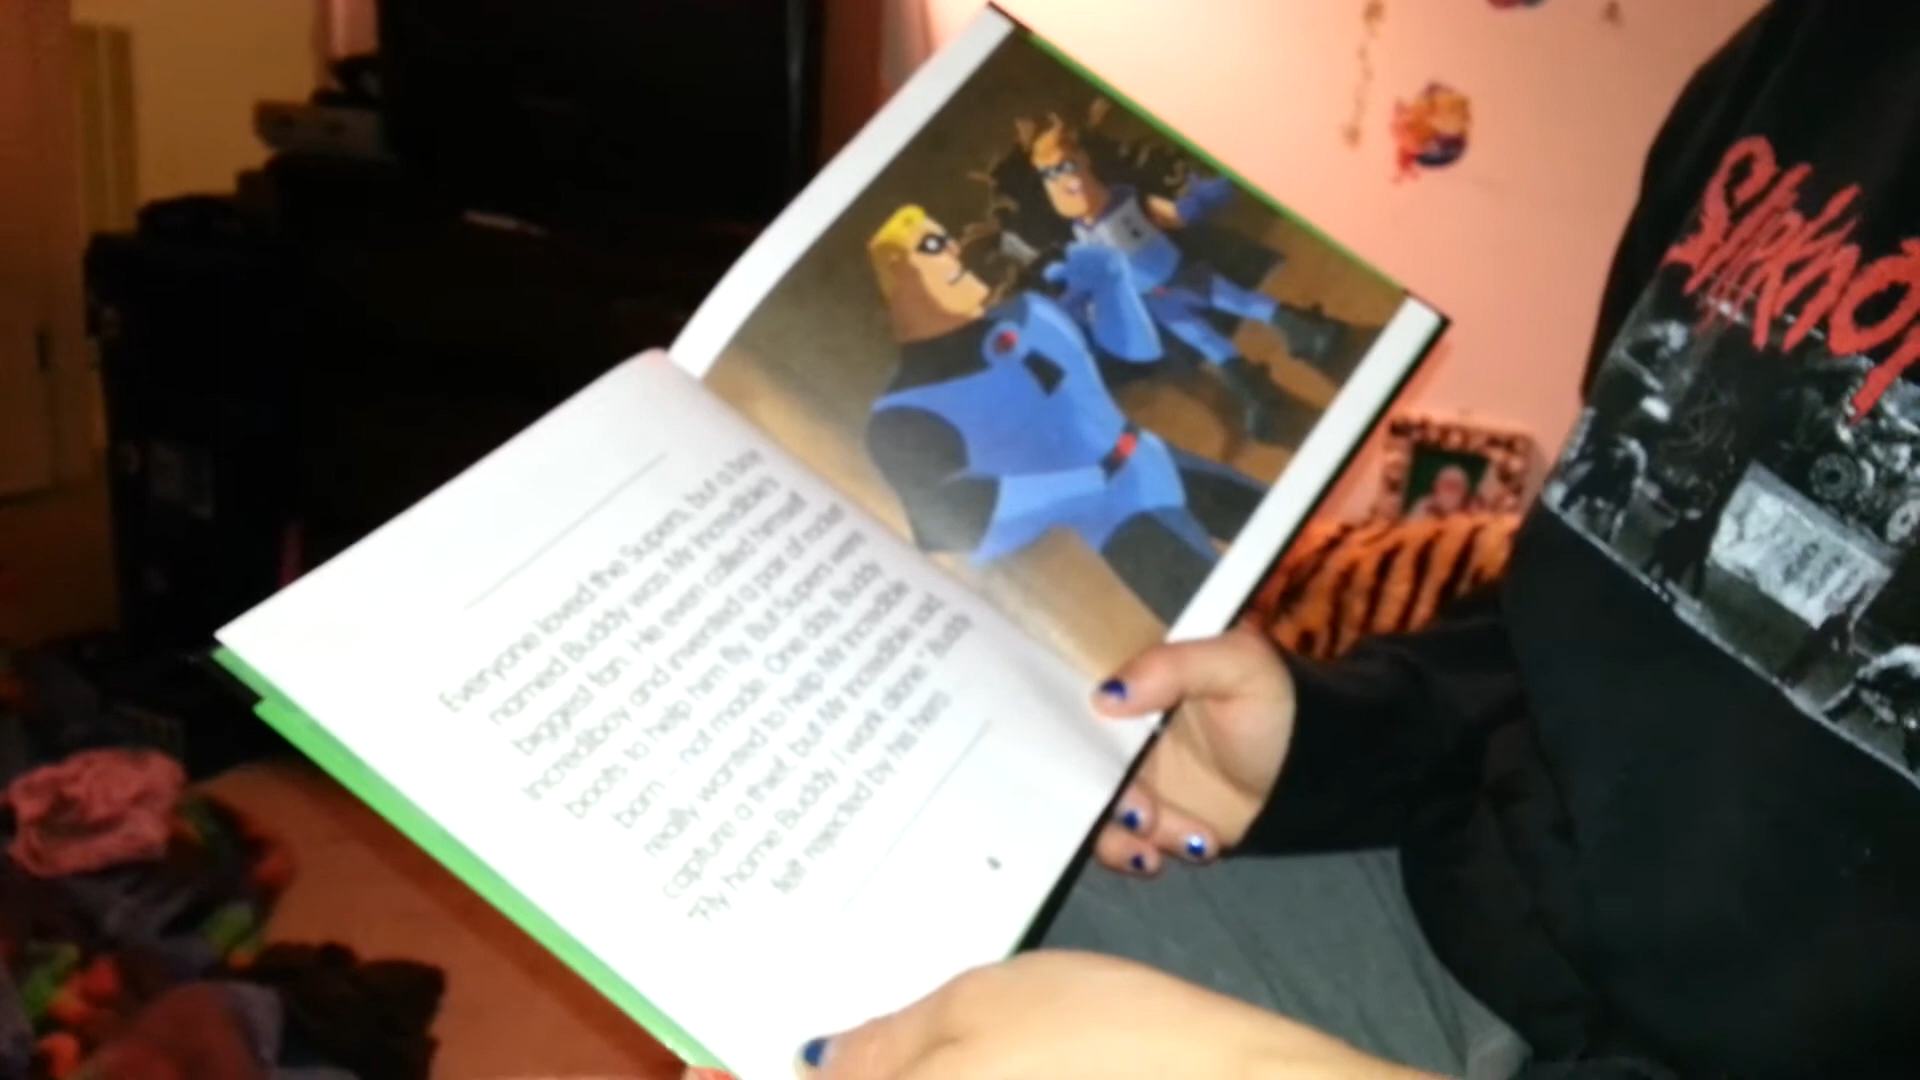 Everyone loved the Supers, but a boy
named Buddy was Mr Incredible's
biggest fan. He even called himself
Incrediboy and invented a pair of rocket
boots to help him fly. But Supers were
born – not made. One day, Buddy
really wanted to help Mr Incredible
capture a thief, but Mr Incredible said,
"Fly home Buddy. I work alone." Buddy
felt rejected by his hero.
Slipkno